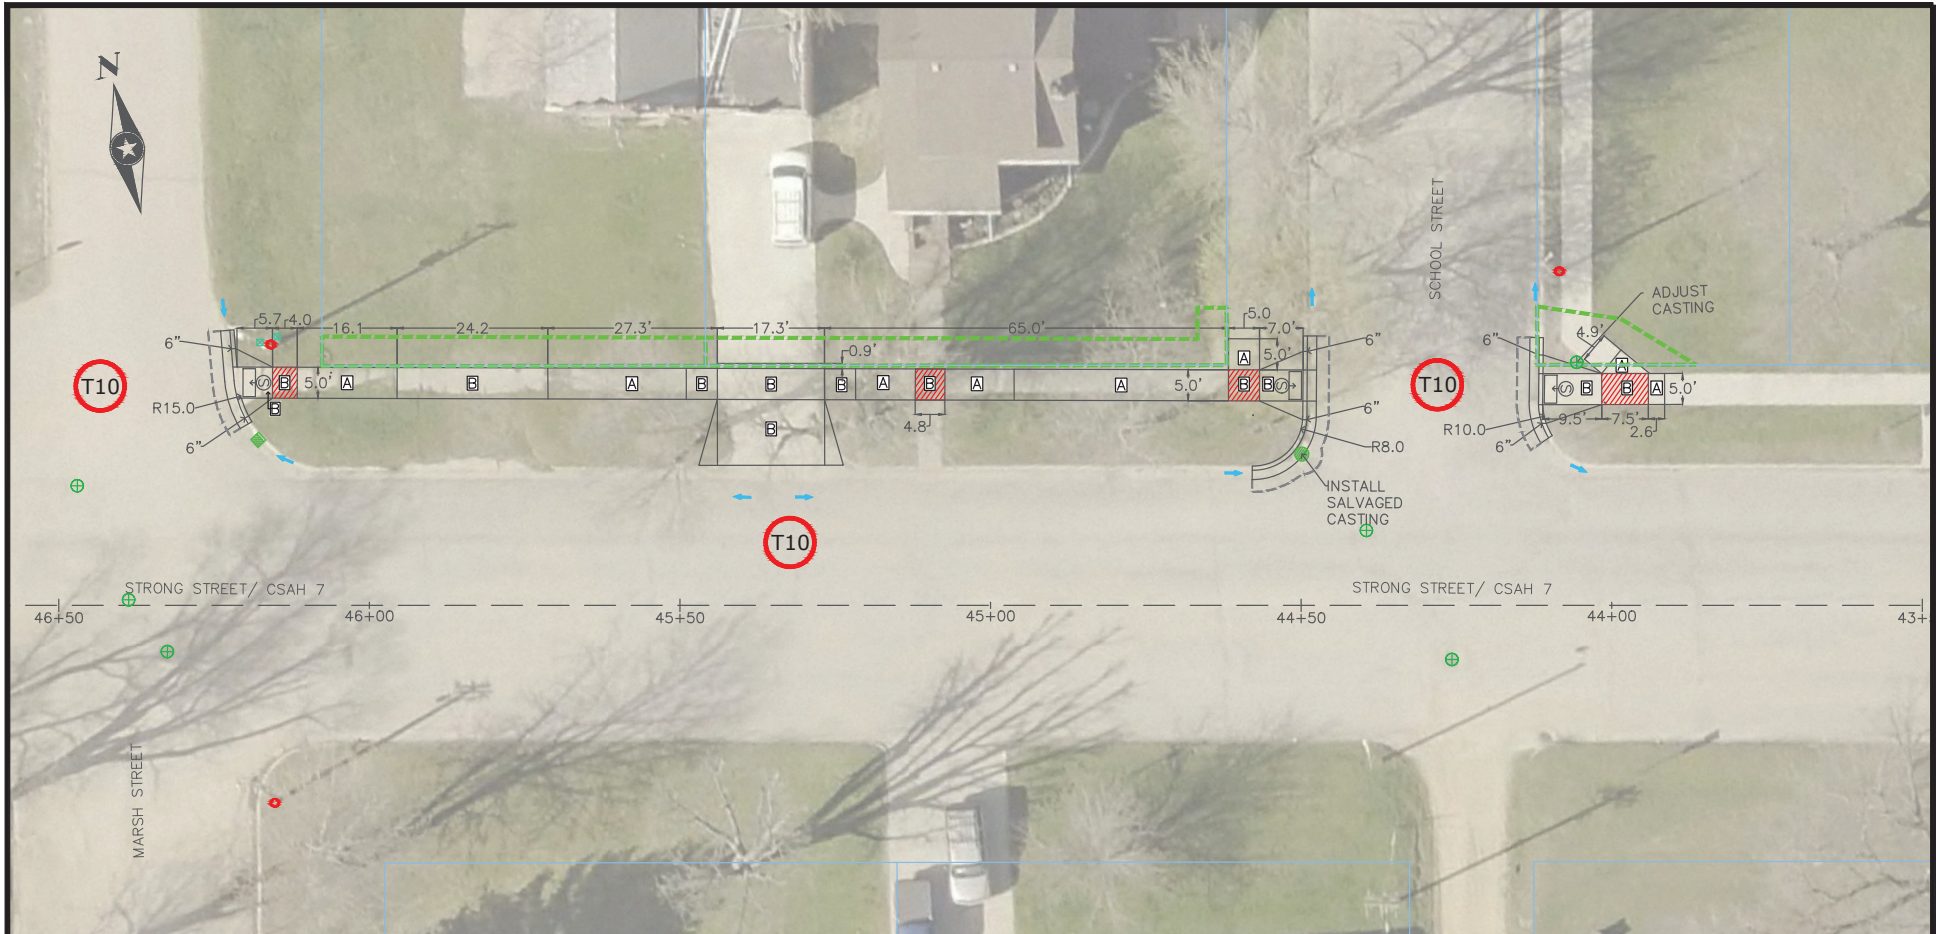 N
SCHOOL STREET
ADJUST
CASTING
5.7 4.0
16.1
24.2
27.3'
17.3'
65.0'
5.0
7.0'
6"
6"
4.9'
6"
0.9'
5.0'
A
A
T10
S
B
5.0'
A
B
A
B
B
B
A
B
A
A
5.0'
B
B
S
T10
S
B
B
A
5.0'
R15.0
B
4.8
6"
9.5'
7.5'
2.6
6"
B
R8.0
R10.0
6"
INSTALL
SALVAGED
CASTING
T10
STRONG STREET/ CSAH 7
STRONG STREET/ CSAH 7
46+50
46+00
45+50
45+00
44+50
44+00
MARSH STREET